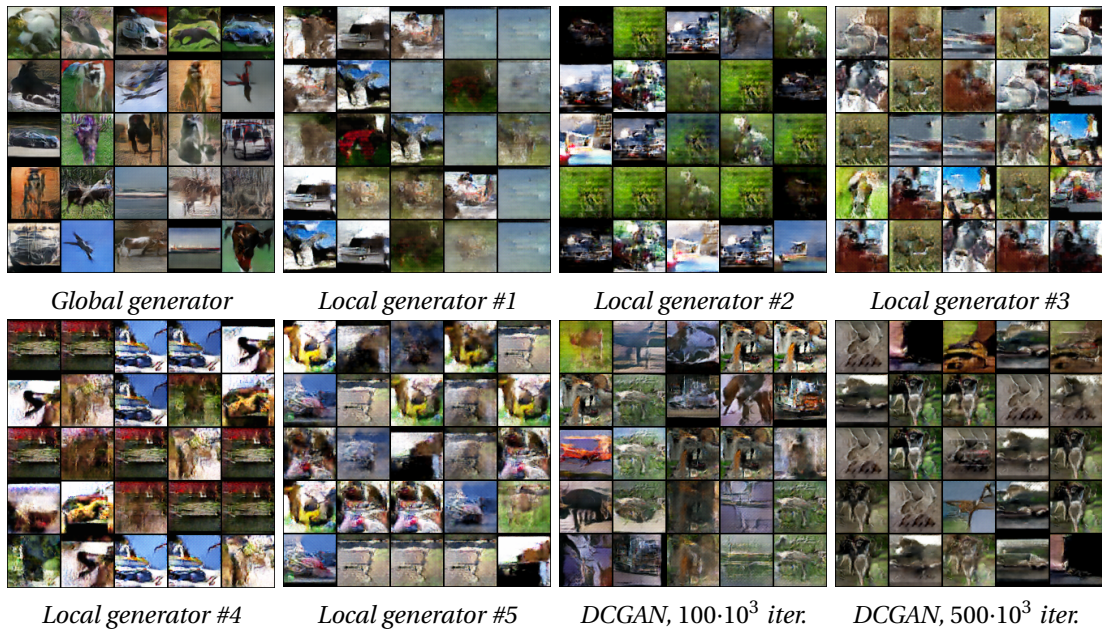 Global generator
Local generator #1
Local generator #2
Local generator #3
Local generator #4
Local generator #5
DCGAN, 100·10³ iter.
DCGAN, 500·10³ iter.